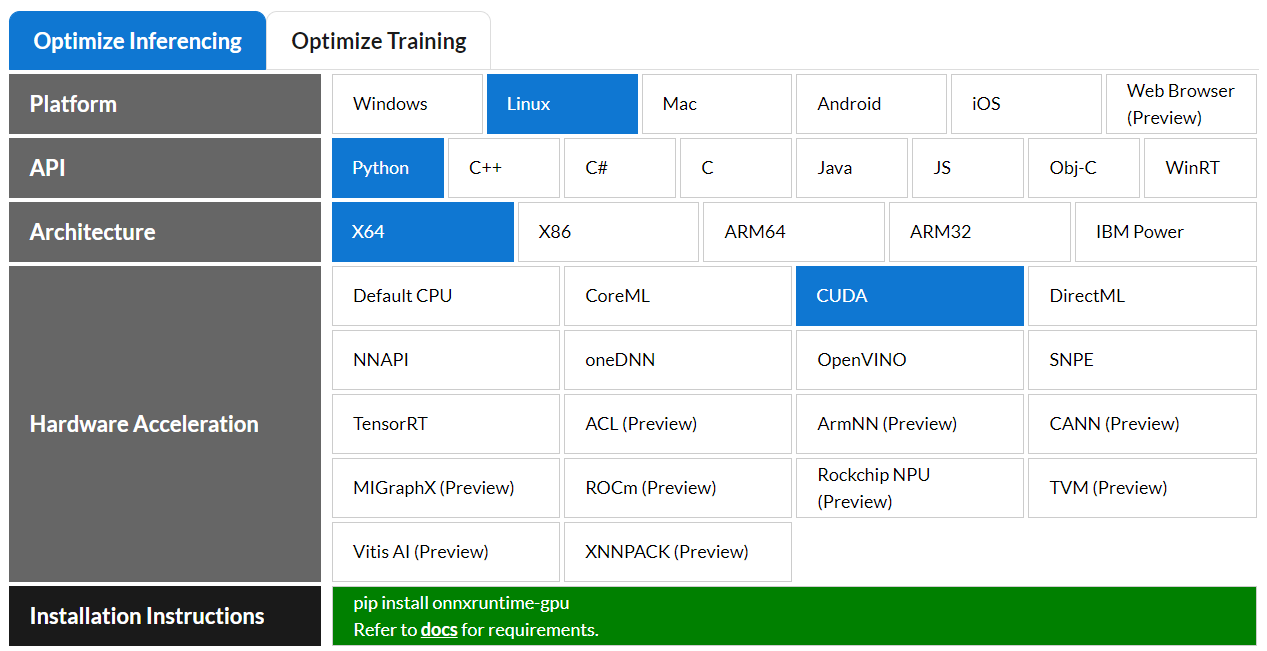 Optimize Inferencing
Optimize Training
Platform
Windows
Linux
Mac
Android
iOS
Web Browser
(Preview)
API
Python
C++
C#
C
Java
JS
Obj-C
WinRT
Architecture
X64
X86
ARM64
ARM32
IBM Power
Hardware Acceleration
Default CPU
CoreML
CUDA
DirectML
NNAPI
oneDNN
OpenVINO
SNPE
TensorRT
ACL (Preview)
ArmNN (Preview)
CANN (Preview)
MIGraphX (Preview)
ROCm (Preview)
Rockchip NPU
(Preview)
TVM (Preview)
Vitis AI (Preview)
XNNPACK (Preview)
Installation Instructions
pip install onnxruntime-gpu
Refer to docs for requirements.